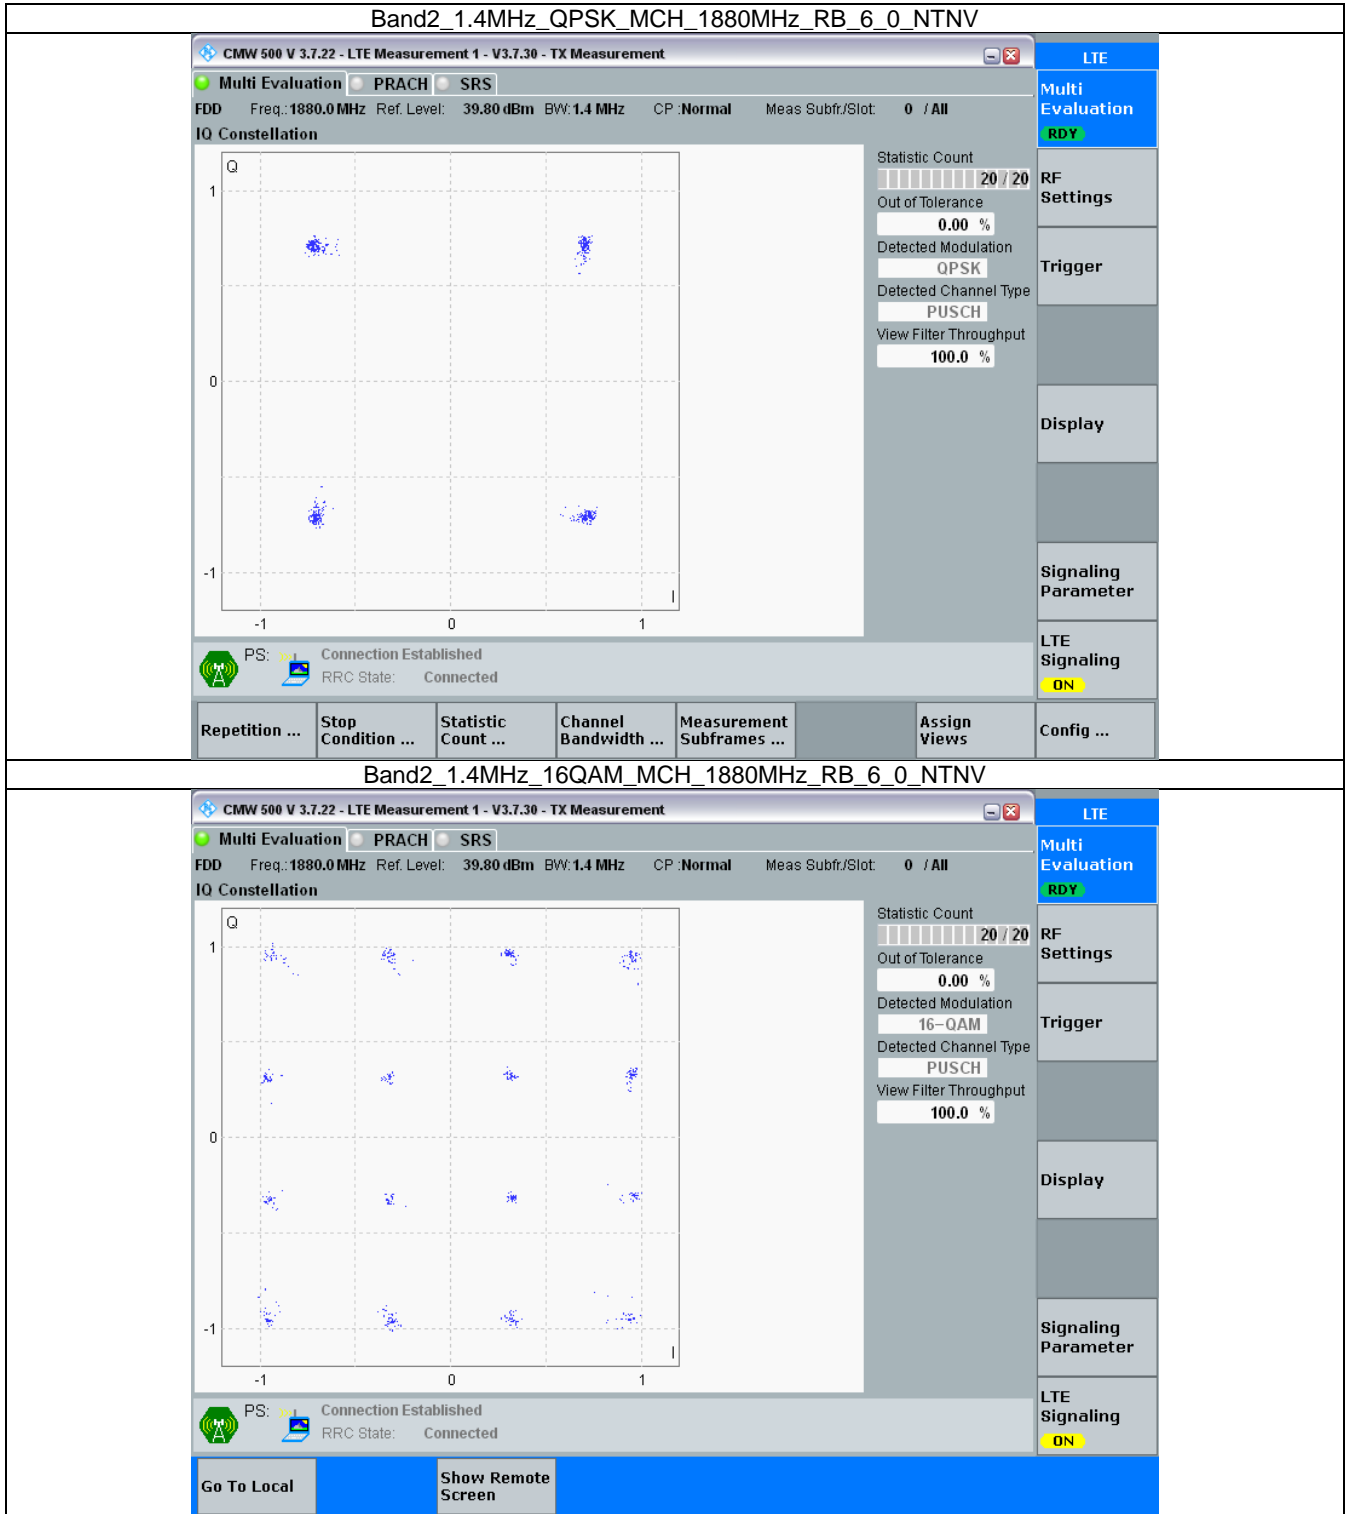 Band2_1.4MHz_QPSK_MCH_1880MHz_RB_6_0_NTNV
CMW 500 V 3.7.22 - LTE Measurement 1 - V3.7.30 - TX Measurement
LTE
Multi Evaluation PRACH SRS
Multi
Evaluation
RDY
FDD Freq.: 1880.0 MHz Ref. Level: 39.80 dBm BW: 1.4 MHz CP : Normal Meas Subfr./Slot: 0 / All
IQ Constellation
Q
1
0
-1
I
-1 0 1
Statistic Count
20 / 20
Out of Tolerance
0.00 %
Detected Modulation
QPSK
Detected Channel Type
PUSCH
View Filter Throughput
100.0 %
RF
Settings
Trigger
Display
Signaling
Parameter
LTE
Signaling
ON
PS: Connection Established
RRC State: Connected
Repetition ...
Stop
Condition ...
Statistic
Count ...
Channel
Bandwidth ...
Measurement
Subframes ...
Assign
Views
Config ...
Band2_1.4MHz_16QAM_MCH_1880MHz_RB_6_0_NTNV
CMW 500 V 3.7.22 - LTE Measurement 1 - V3.7.30 - TX Measurement
LTE
Multi Evaluation PRACH SRS
Multi
Evaluation
RDY
FDD Freq.: 1880.0 MHz Ref. Level: 39.80 dBm BW: 1.4 MHz CP : Normal Meas Subfr./Slot: 0 / All
IQ Constellation
Q
1
0
-1
I
-1 0 1
Statistic Count
20 / 20
Out of Tolerance
0.00 %
Detected Modulation
16-QAM
Detected Channel Type
PUSCH
View Filter Throughput
100.0 %
RF
Settings
Trigger
Display
Signaling
Parameter
LTE
Signaling
ON
PS: Connection Established
RRC State: Connected
Go To Local
Show Remote
Screen